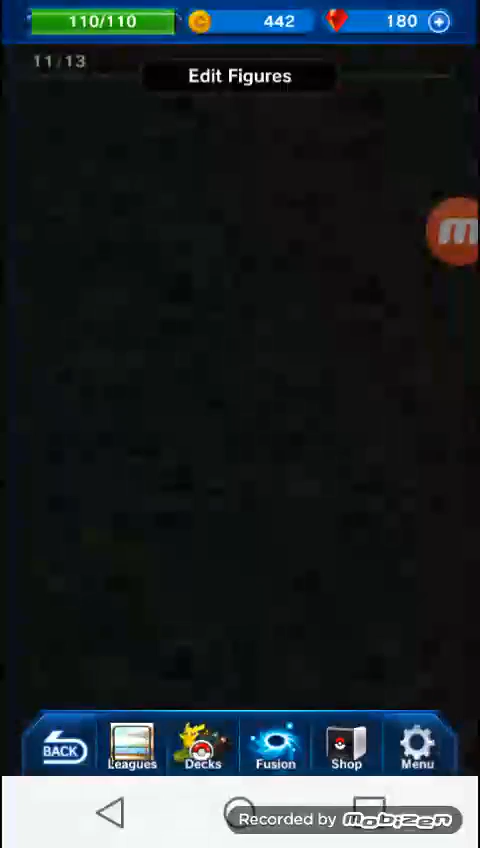 110/110 442 180
11/13
Edit Figures
BACK Leagues Decks Fusion Shop Menu
Recorded by mobizen